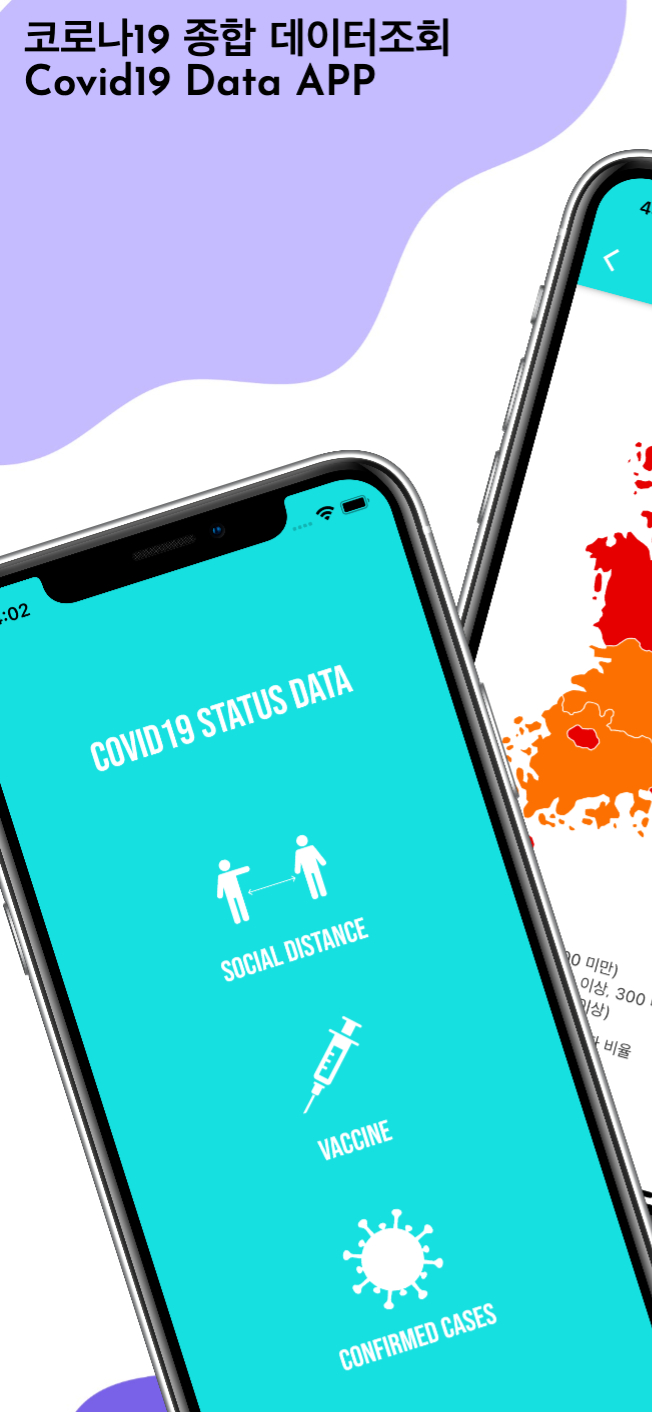 코로나19 종합 데이터조회
Covid19 Data APP
4
:02
COVID19 STATUS DATA
SOCIAL DISTANCE
VACCINE
CONFIRMED CASES
00 미만)
이상, 300
이상)
비율